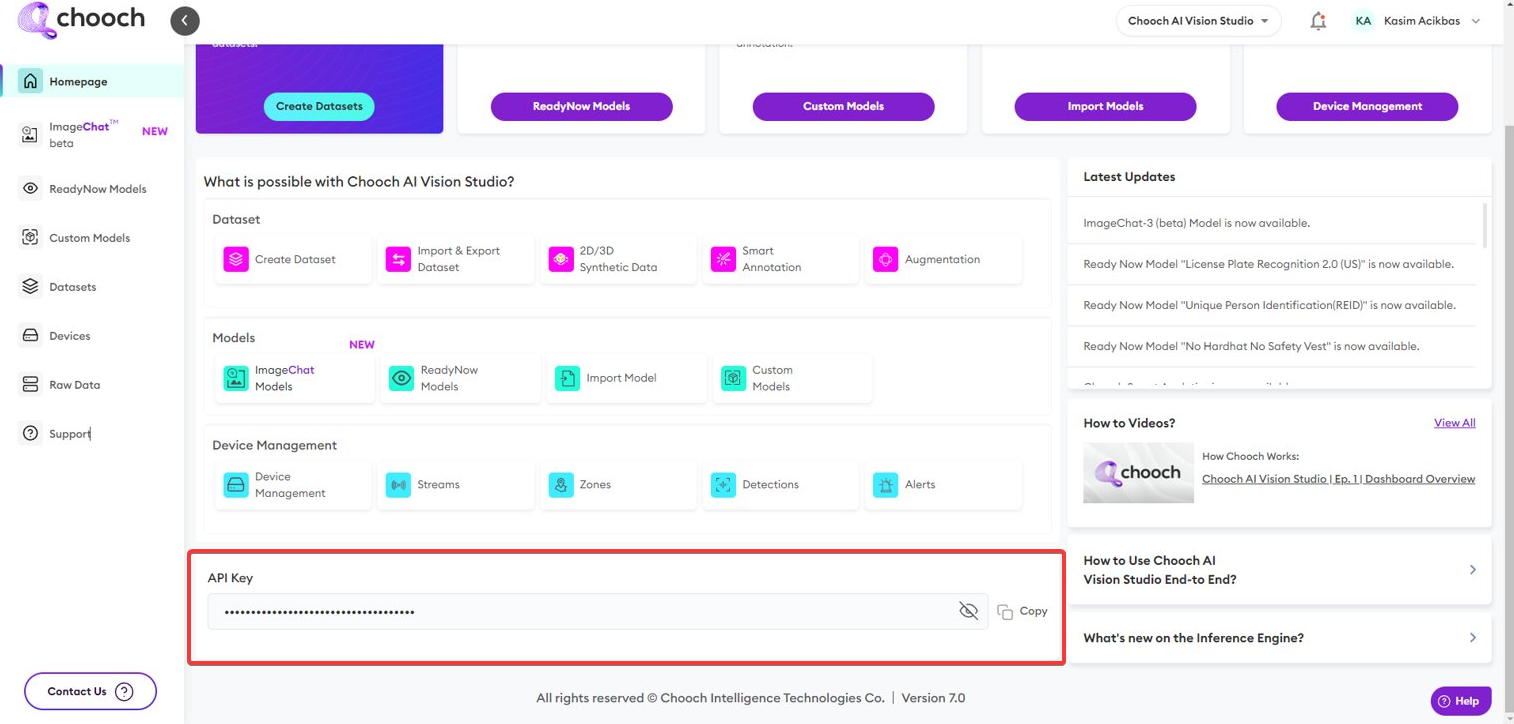 chooch
Chooch AI Vision Studio
KA
Kasim Acikbas
Homepage
ImageChat™
beta
NEW
ReadyNow Models
Custom Models
Datasets
Devices
Raw Data
Support
Contact Us
datasets.
annotation.
Create Datasets
ReadyNow Models
Custom Models
Import Models
Device Management
What is possible with Chooch AI Vision Studio?
Dataset
Create Dataset
Import & Export
Dataset
2D/3D
Synthetic Data
Smart
Annotation
Augmentation
Models
NEW
ImageChat
Models
ReadyNow
Models
Import Model
Custom
Models
Device Management
Device
Management
Streams
Zones
Detections
Alerts
API Key
••••••••••••••••••••••••••••••••••••
Copy
Latest Updates
ImageChat-3 (beta) Model is now available.
Ready Now Model "License Plate Recognition 2.0 (US)" is now available.
Ready Now Model "Unique Person Identification(REID)" is now available.
Ready Now Model "No Hardhat No Safety Vest" is now available.
How to Videos?
View All
chooch
How Chooch Works:
Chooch AI Vision Studio | Ep. 1 | Dashboard Overview
How to Use Chooch AI
Vision Studio End-to End?
What's new on the Inference Engine?
All rights reserved © Chooch Intelligence Technologies Co. | Version 7.0
Help